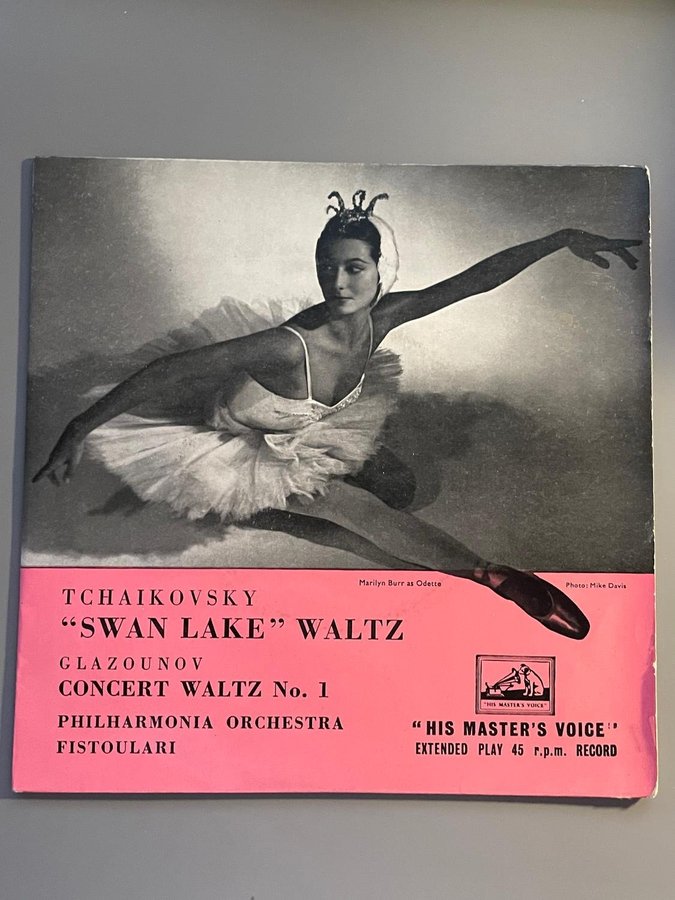 Marilyn Burr as Odette
Photo: Mike Davis
TCHAIKOVSKY
"SWAN LAKE" WALTZ
GLAZOUNOV
CONCERT WALTZ No. 1
PHILHARMONIA ORCHESTRA
FISTOULARI
"HIS MASTER'S VOICE"
"HIS MASTER'S VOICE"
EXTENDED PLAY 45 r.p.m. RECORD